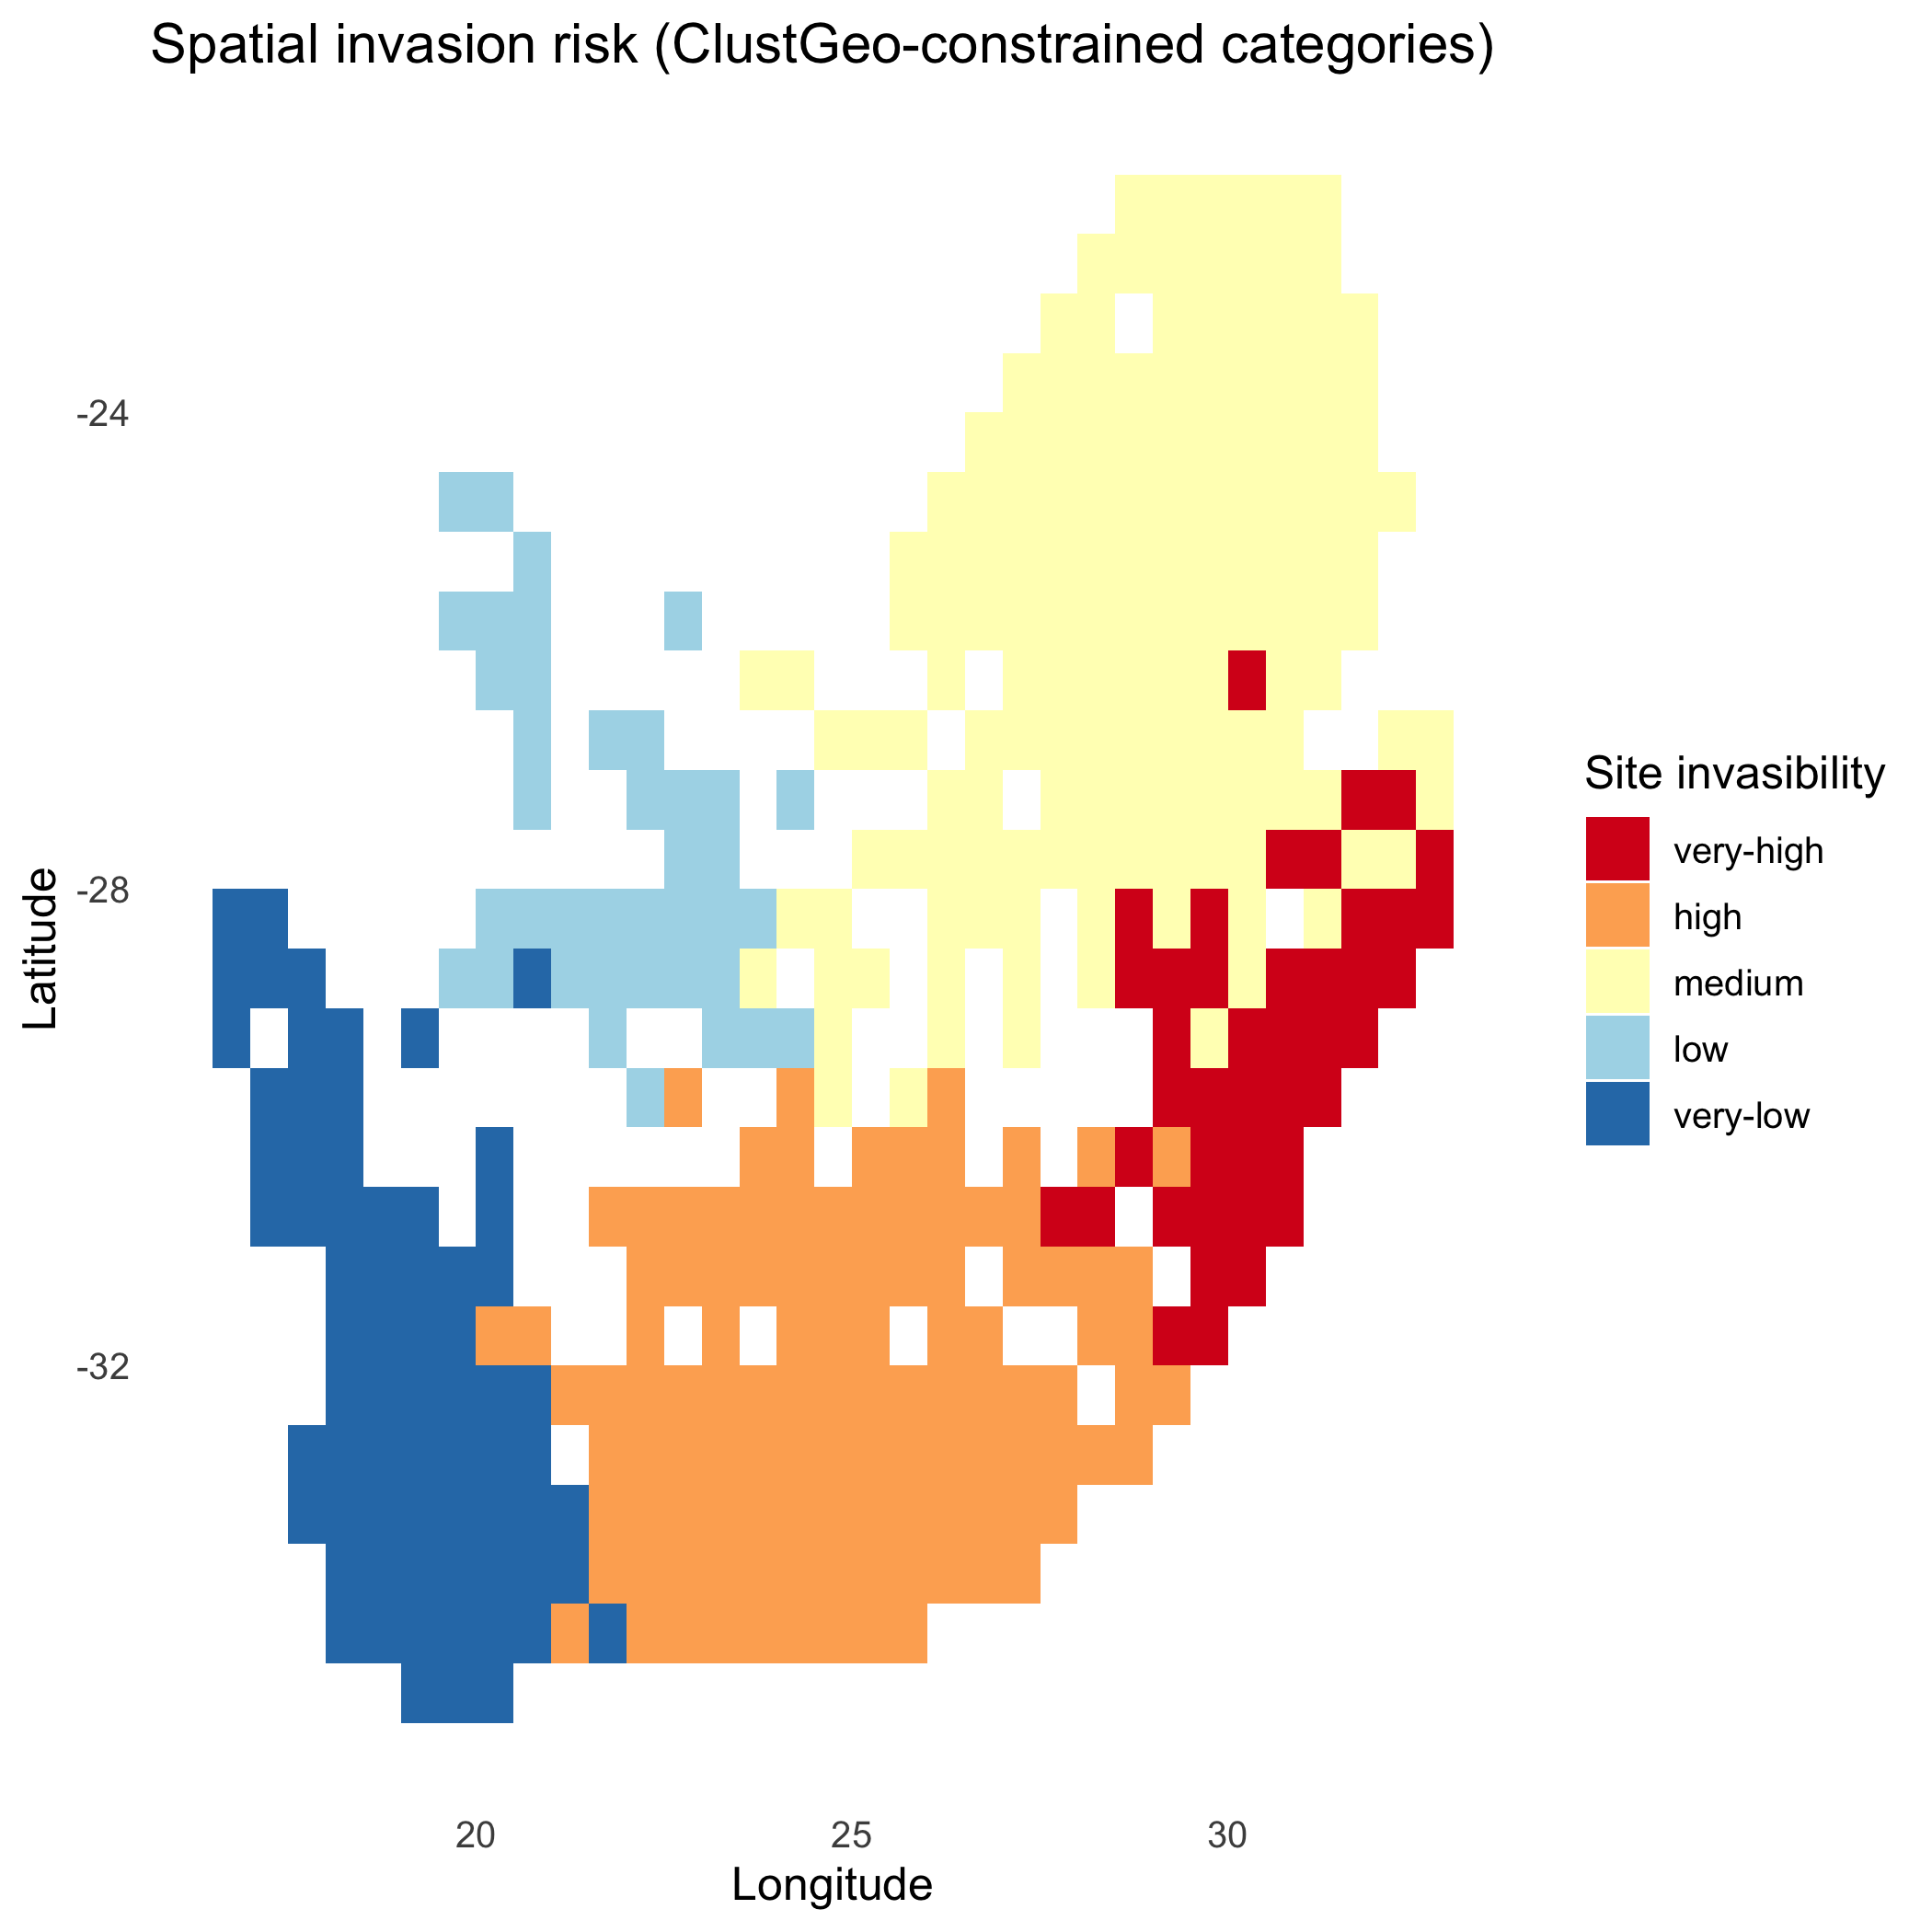 Spatial invasion risk (ClustGeo-constrained categories)
-24
-28
-32
Latitude
20
25
30
Longitude
Site invasibility
very-high
high
medium
low
very-low